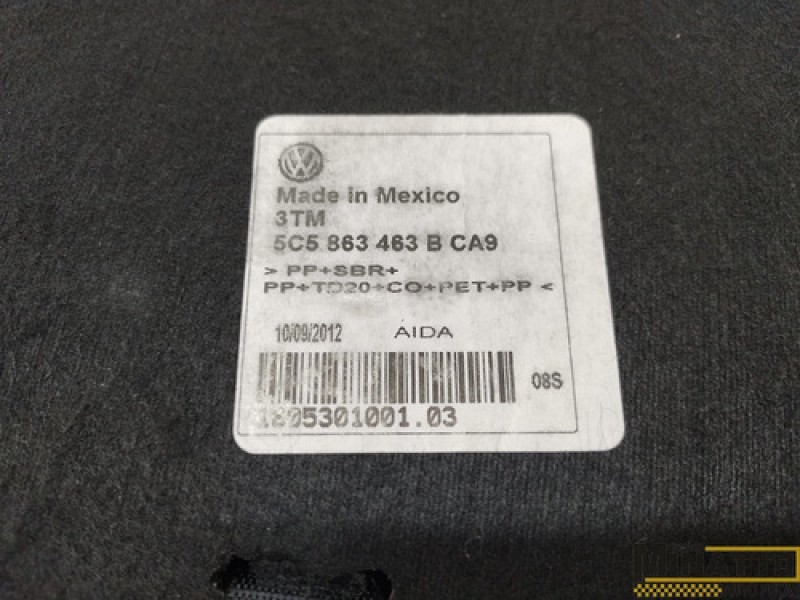 Made in Mexico
3TM
5C5 863 463 B CA9
> PP+SBR+
PP+TD20+CO+PET+PP <
10/09/2012 AIDA
08S
1805301001.03